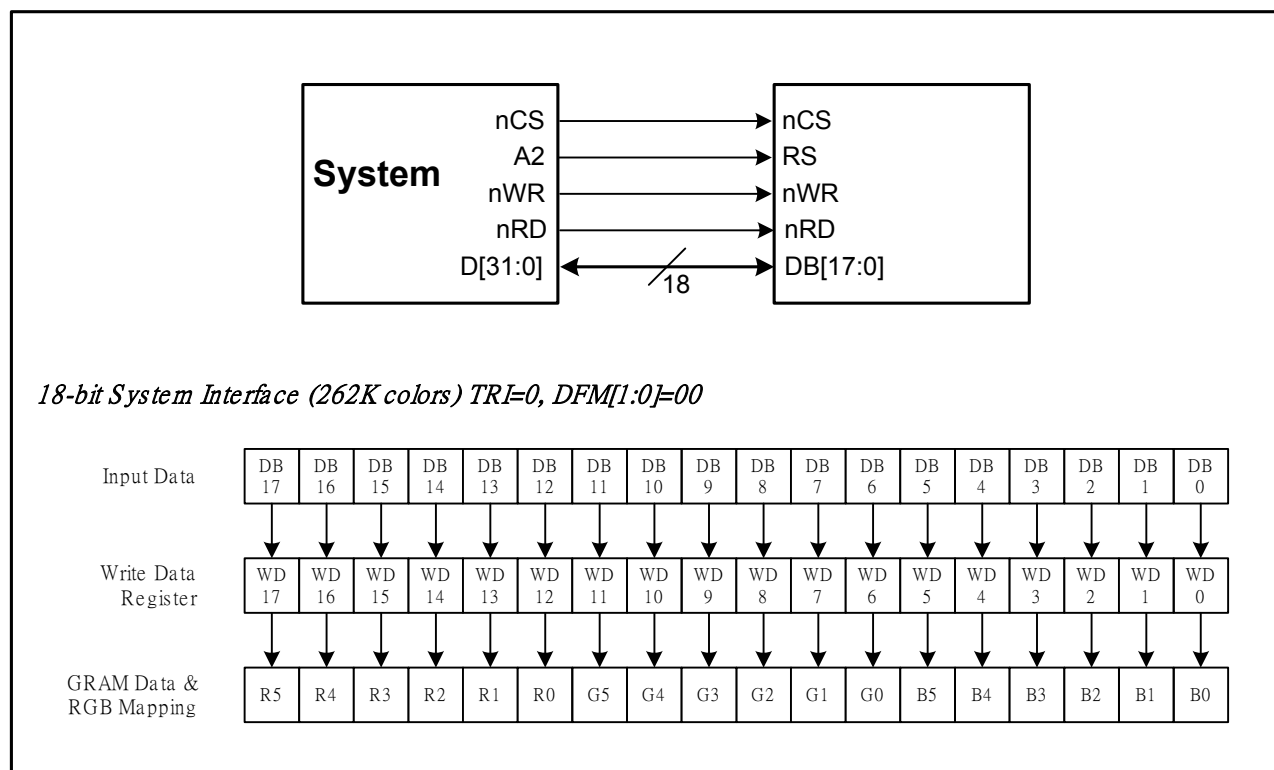 nCS nCS
A2 RS
System
nWR nWR
nRD nRD
D[31:0] DB[17:0]
18
18-bit System Interface (262K colors) TRI=0, DFM[1:0]=00
Input Data
DB DB DB DB DB DB DB DB DB DB DB DB DB DB DB DB DB DB
17 16 15 14 13 12 11 10 9 8 7 6 5 4 3 2 1 0
Write Data
Register
WD WD WD WD WD WD WD WD WD WD WD WD WD WD WD WD WD WD
17 16 15 14 13 12 11 10 9 8 7 6 5 4 3 2 1 0
GRAM Data &
RGB Mapping
R5 R4 R3 R2 R1 R0 G5 G4 G3 G2 G1 G0 B5 B4 B3 B2 B1 B0